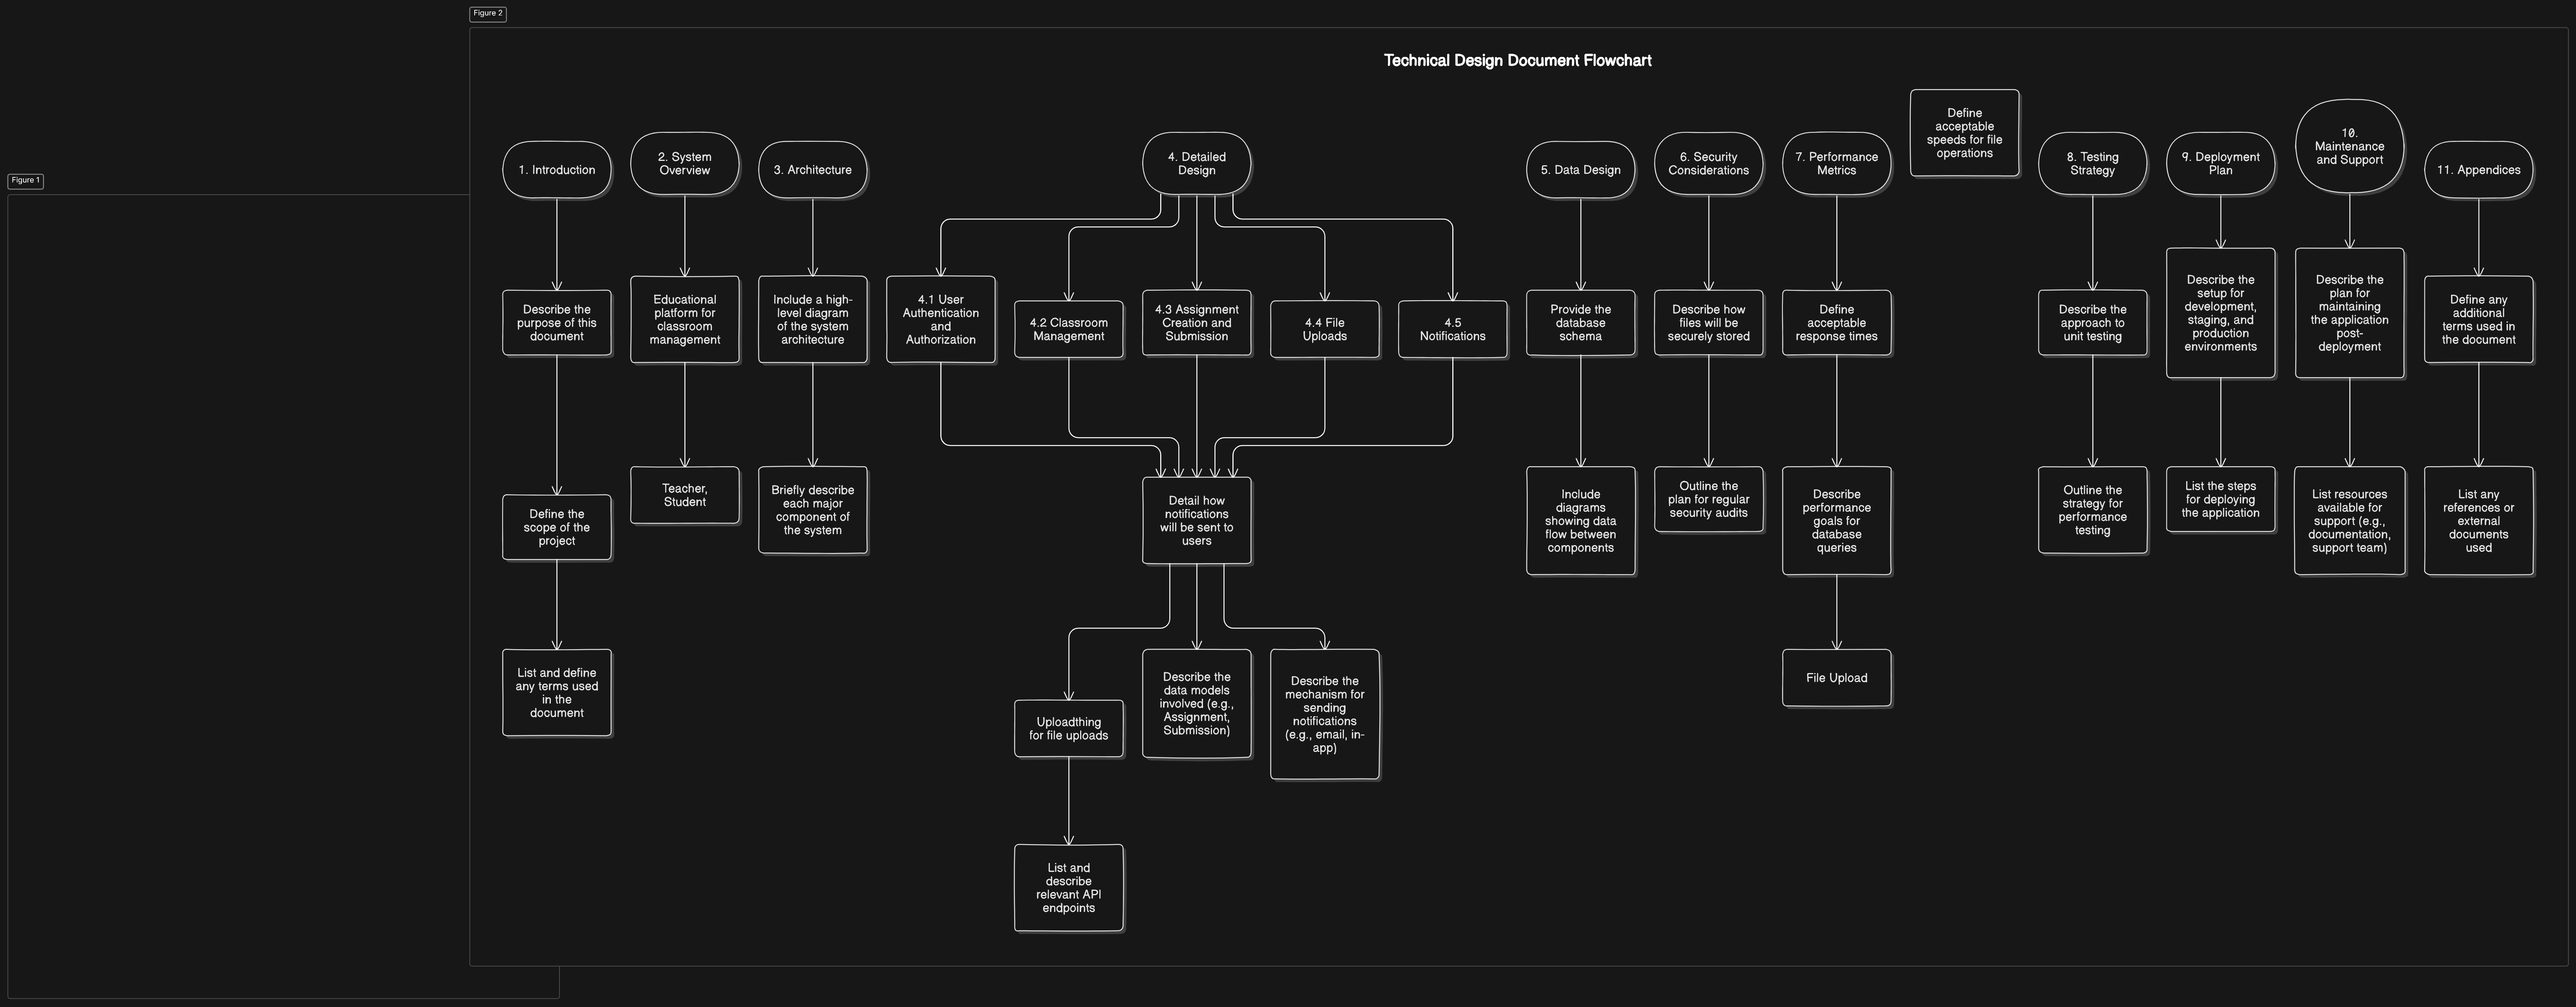 Figure 2
Technical Design Document Flowchart
Figure 1
1. Introduction
2. System
Overview
3. Architecture
4. Detailed
Design
5. Data Design
6. Security
Considerations
7. Performance
Metrics
Define
acceptable
speeds for file
operations
8. Testing
Strategy
9. Deployment
Plan
10.
Maintenance
and Support
11. Appendices
Describe the
purpose of this
document
Educational
platform for
classroom
management
Include a high-
level diagram
of the system
architecture
4.1 User
Authentication
and
Authorization
4.2 Classroom
Management
4.3 Assignment
Creation and
Submission
4.4 File
Uploads
4.5
Notifications
Provide the
database
schema
Describe how
files will be
securely stored
Define
acceptable
response times
Describe the
approach to
unit testing
Describe the
setup for
development,
staging, and
production
environments
Describe the
plan for
maintaining
the application
post-
deployment
Define any
additional
terms used in
the document
Define the
scope of the
project
Teacher,
Student
Briefly describe
each major
component of
the system
Detail how
notifications
will be sent to
users
Include
diagrams
showing data
flow between
components
Outline the
plan for regular
security audits
Describe
performance
goals for
database
queries
Outline the
strategy for
performance
testing
List the steps
for deploying
the application
List resources
available for
support (e.g.,
documentation,
support team)
List any
references or
external
documents
used
List and define
any terms used
in the
document
Uploadthing
for file uploads
Describe the
data models
involved (e.g.,
Assignment,
Submission)
Describe the
mechanism for
sending
notifications
(e.g., email, in-
app)
File Upload
List and
describe
relevant API
endpoints